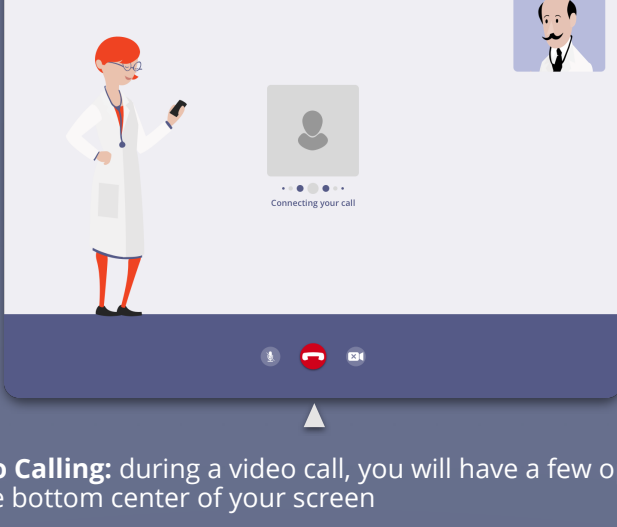 Connecting your call
o Calling: during a video call, you will have a few o
e bottom center of your screen